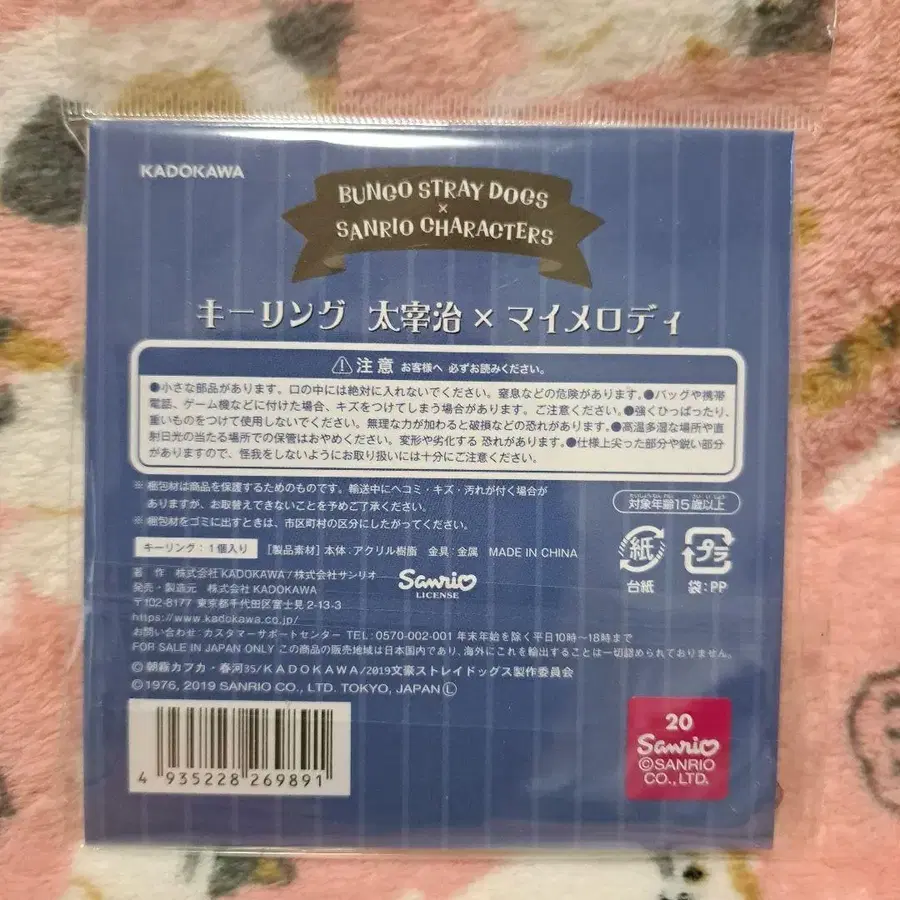 KADOKAWA
BUNGO STRAY DOGS
×
SANRIO CHARACTERS
キーリング 太宰治×マイメロディ
⚠注意 お客様へ 必ずお読みください。
●小さな部品があります。口の中には絶対に入れないでください。窒息などの危険があります。●バッグや携帯
電話、ゲーム機などに付けた場合、キズをつけてしまう場合があります。ご注意ください。●強くひっぱったり、
重いものをつけて使用しないでください。無理な力が加わると破損などの恐れがあります。●高温多湿な場所や直
射日光の当たる場所での保管はおやめください。変形や劣化する 恐れがあります。●仕様上尖った部分や鋭い部分
がありますので、怪我をしないようにお取り扱いには十分にご注意ください。
※梱包材は商品を保護するためのものです。輸送中にヘコミ・キズ・汚れが付く場合が
ありますが、お取替えできないことを予めご了承ください。
※梱包材をゴミに出すときは、市区町村の区分にしたがってください。
対象年齢15歳以上
キーリング:1個入り [製品素材] 本体:アクリル樹脂 金具:金属 MADE IN CHINA
紙
台紙
プラ
袋:PP
著 作 株式会社KADOKAWA/株式会社サンリオ
発売・製造元 株式会社KADOKAWA
〒102-8177 東京都千代田区富士見2-13-3
https://www.kadokawa.co.jp/
Sanrio
LICENSE
お問い合わせ:カスタマーサポートセンター TEL:0570-002-001 年末年始を除く平日10時~18時まで
FOR SALE IN JAPAN ONLY この商品の販売地域は日本国内であり、海外にこれを輸出することは一切認められておりません。
©朝霧カフカ・春河35/KADOKAWA/2019文豪ストレイドッグス製作委員会
©1976, 2019 SANRIO CO., LTD. TOKYO, JAPAN Ⓛ
4 935228 269891
20
Sanrio
©SANRIO
CO., LTD.